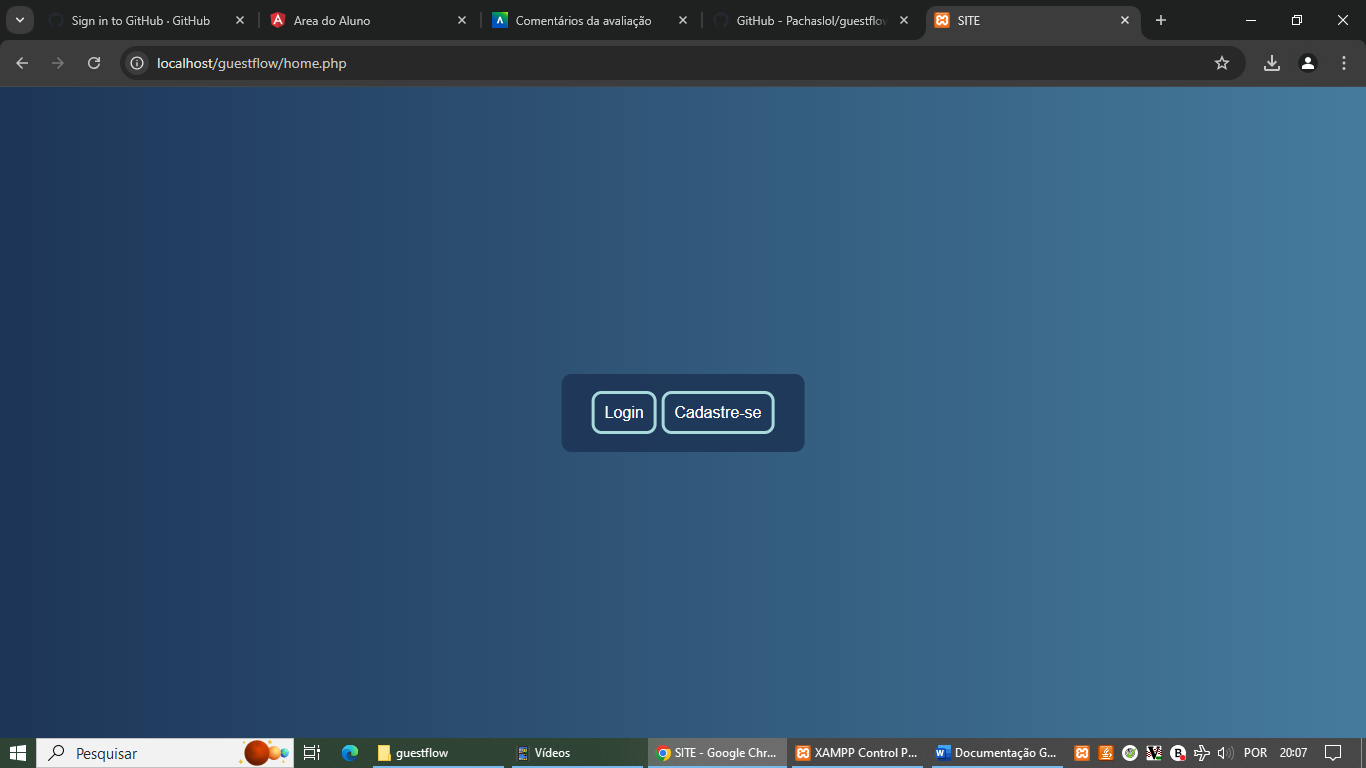 Sign in to GitHub · GitHub
Area do Aluno
Comentários da avaliação
GitHub - Pachaslol/guestflow
SITE
localhost/guestflow/home.php
Login
Cadastre-se
Pesquisar
guestflow
Vídeos
SITE - Google Chr...
XAMPP Control P...
Documentação G...
POR
20:07